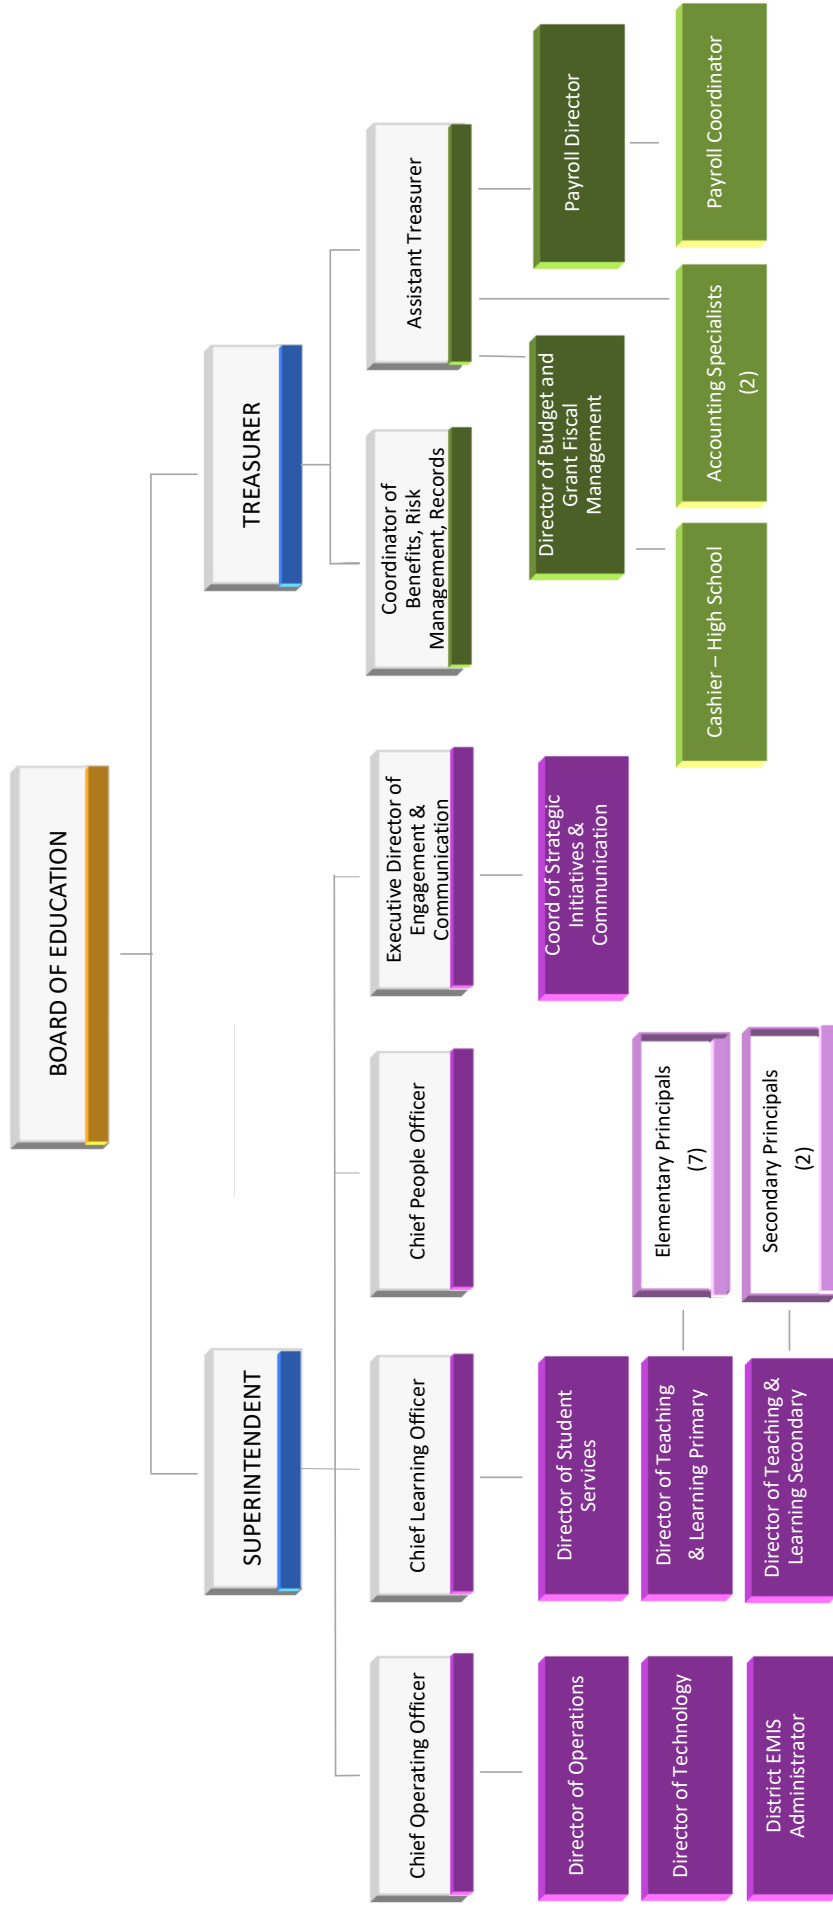 BOARD OF EDUCATION
SUPERINTENDENT
TREASURER
Chief Operating Officer
Chief Learning Officer
Chief People Officer
Executive Director of
Engagement &
Communication
Coordinator of
Benefits, Risk
Management, Records
Assistant Treasurer
Director of Operations
Director of Technology
District EMIS
Administrator
Director of Student
Services
Director of Teaching
& Learning Primary
Director of Teaching &
Learning Secondary
Elementary Principals
(7)
Secondary Principals
(2)
Coord of Strategic
Initiatives &
Communication
Director of Budget and
Grant Fiscal
Management
Payroll Director
Cashier – High School
Accounting Specialists
(2)
Payroll Coordinator